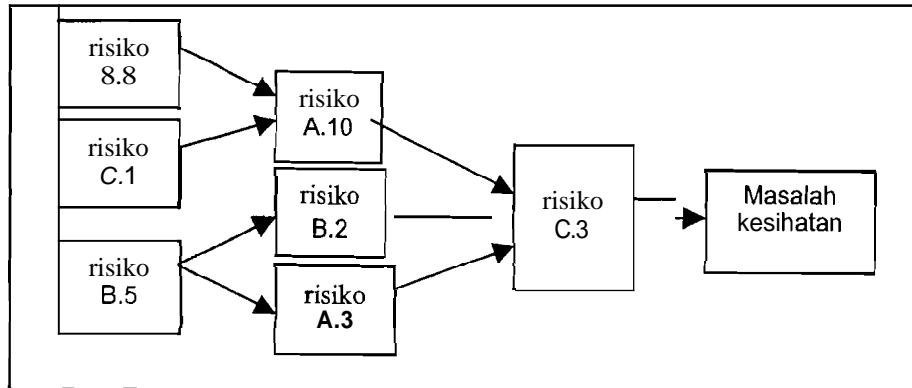 risiko
8.8
risiko
C.1
risiko
B.5
risiko
A.10
risiko
B.2
risiko
A.3
risiko
C.3
Masalah
kesihatan